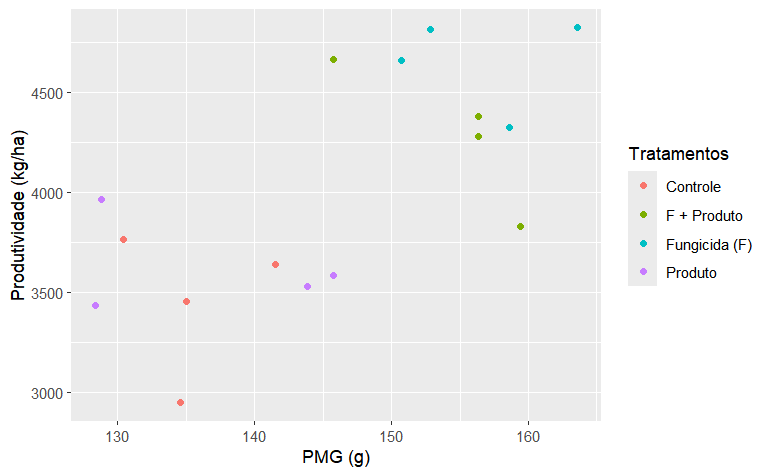 Produtividade (kg/ha)
4500
4000
3500
3000
130 140 150 160
PMG (g)
Tratamentos
Controle
F + Produto
Fungicida (F)
Produto